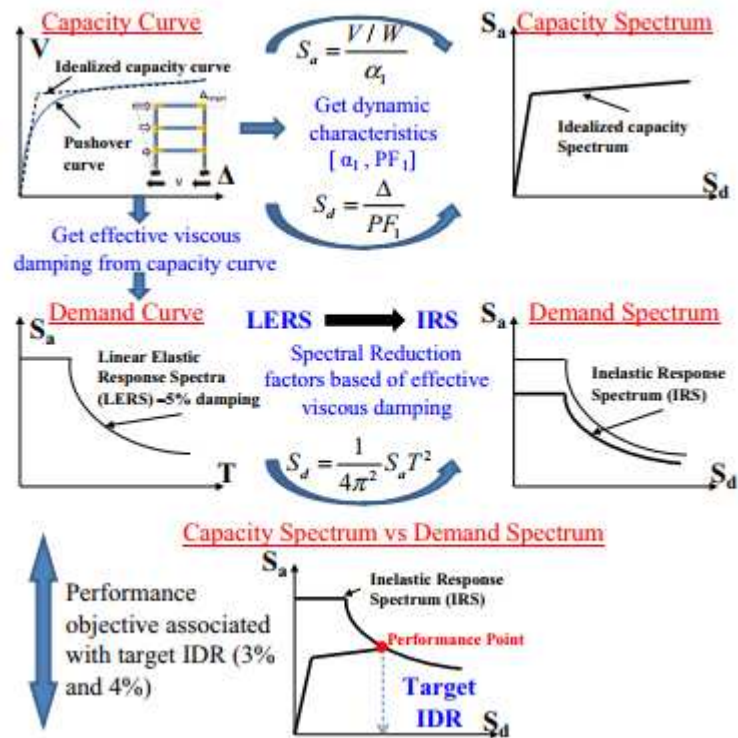 Capacity Curve
V
Idealized capacity curve
Pushover
curve
Δ
V
S_a = (V / W) / α_1
Get dynamic
characteristics
[ α_1 , PF_1]
S_d = Δ / PF_1
S_a
Capacity Spectrum
Idealized capacity
Spectrum
S_d
Get effective viscous
damping from capacity curve
Demand Curve
S_a
Linear Elastic
Response Spectra
(LERS) –5% damping
T
LERS
IRS
Spectral Reduction
factors based of effective
viscous damping
S_d = 1 / 4π² S_a T²
S_a
Demand Spectrum
Inelastic Response
Spectrum (IRS)
S_d
Capacity Spectrum vs Demand Spectrum
Performance
objective associated
with target IDR (3%
and 4%)
S_a
Inelastic Response
Spectrum (IRS)
Performance Point
Target
IDR
S_d